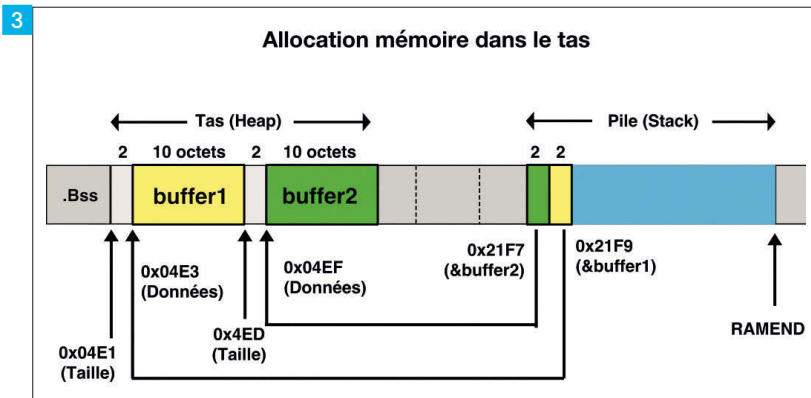 3
Allocation mémoire dans le tas
Tas (Heap)
Pile (Stack)
2 10 octets 2 10 octets
2 2
.Bss
buffer1
buffer2
0x04E3
(Données)
0x04EF
(Données)
0x21F7
(&buffer2)
0x21F9
(&buffer1)
0x4ED
(Taille)
RAMEND
0x04E1
(Taille)